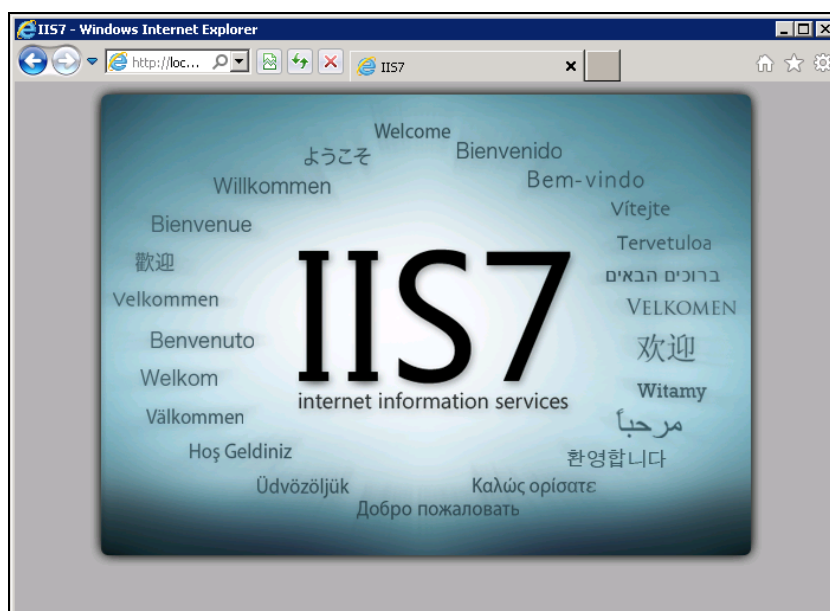 IIS7 - Windows Internet Explorer
http://loc...
IIS7
Welcome
ようこそ
Bienvenido
Willkommen
Bem-vindo
Bienvenue
Vítejte
歡迎
Tervetuloa
ברוכים הבאים
Velkommen
VELKOMEN
IIS7
Benvenuto
欢迎
Welkom
Witamy
internet information services
Välkommen
مرحباً
Hoş Geldiniz
환영합니다
Üdvözöljük
Καλώς ορίσατε
Добро пожаловать